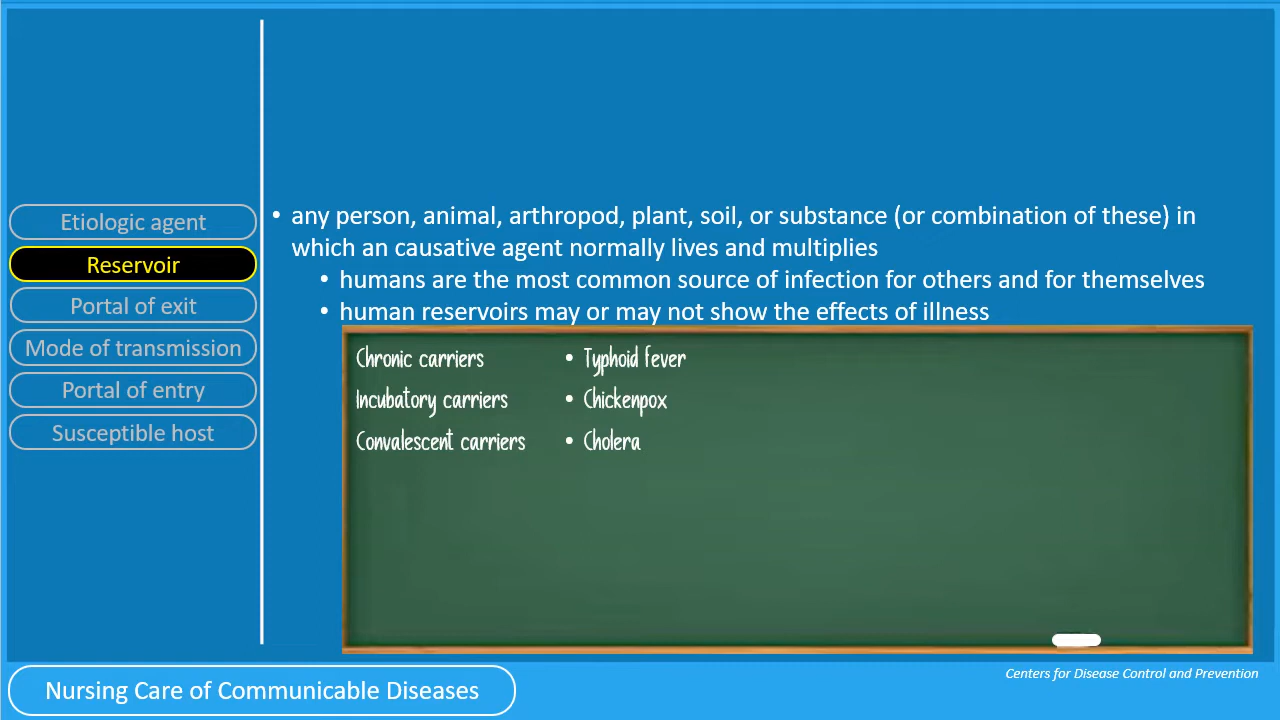 Etiologic agent
Reservoir
Portal of exit
Mode of transmission
Portal of entry
Susceptible host
• any person, animal, arthropod, plant, soil, or substance (or combination of these) in
which an causative agent normally lives and multiplies
• humans are the most common source of infection for others and for themselves
• human reservoirs may or may not show the effects of illness
Chronic carriers • Typhoid fever
Incubatory carriers • Chickenpox
Convalescent carriers • Cholera
Centers for Disease Control and Prevention
Nursing Care of Communicable Diseases